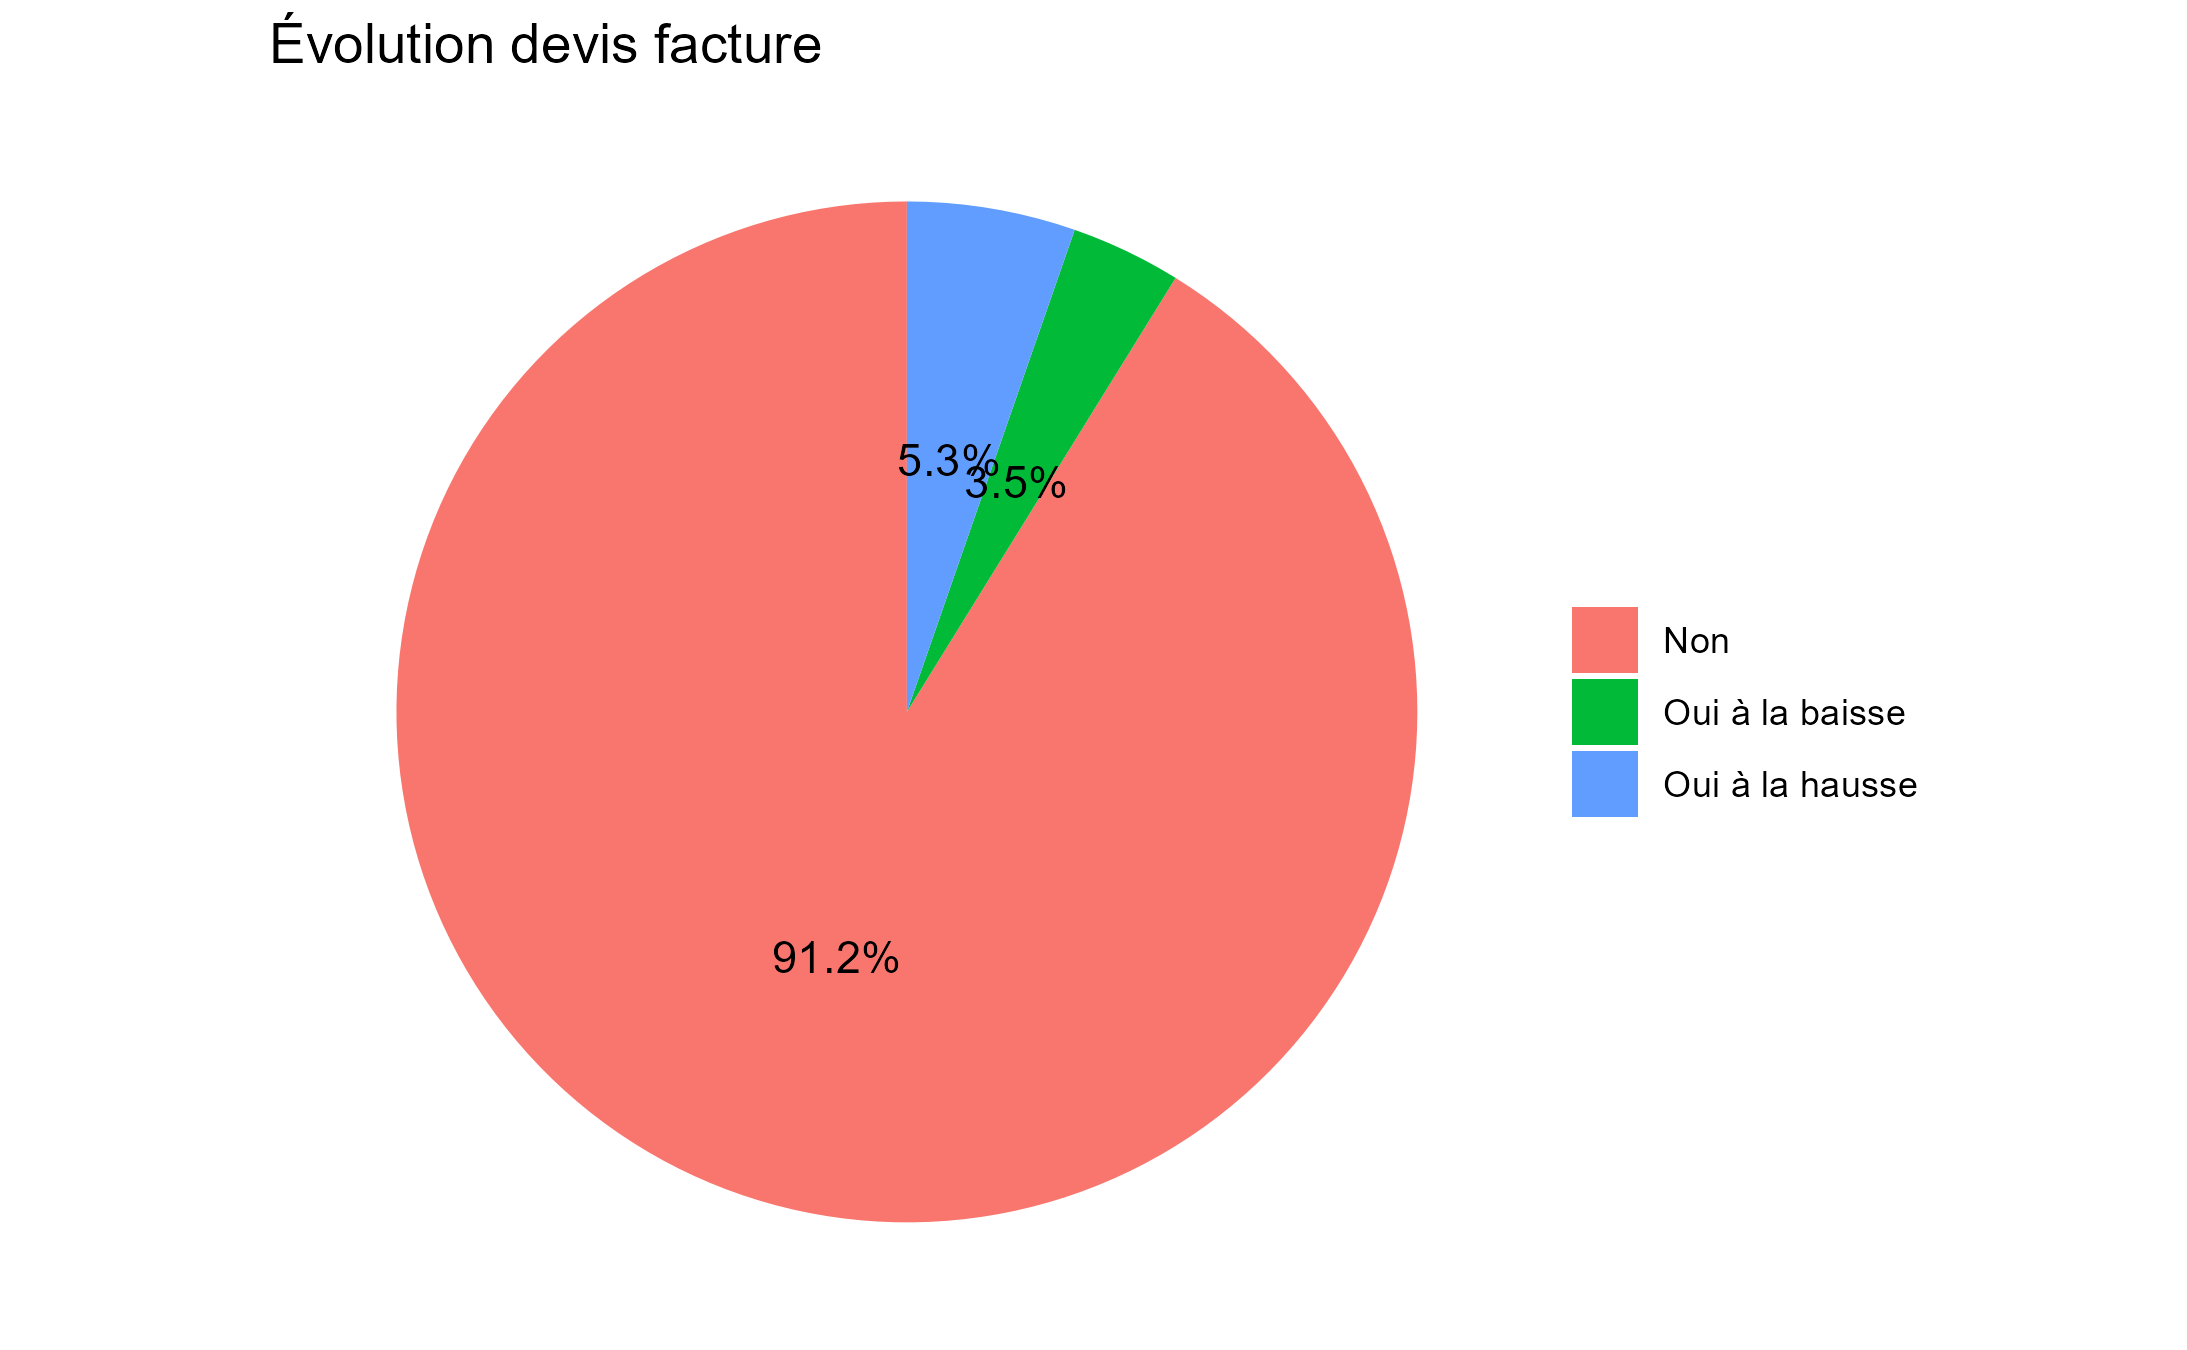 Évolution devis facture
5.3%
3.5%
91.2%
Non
Oui à la baisse
Oui à la hausse